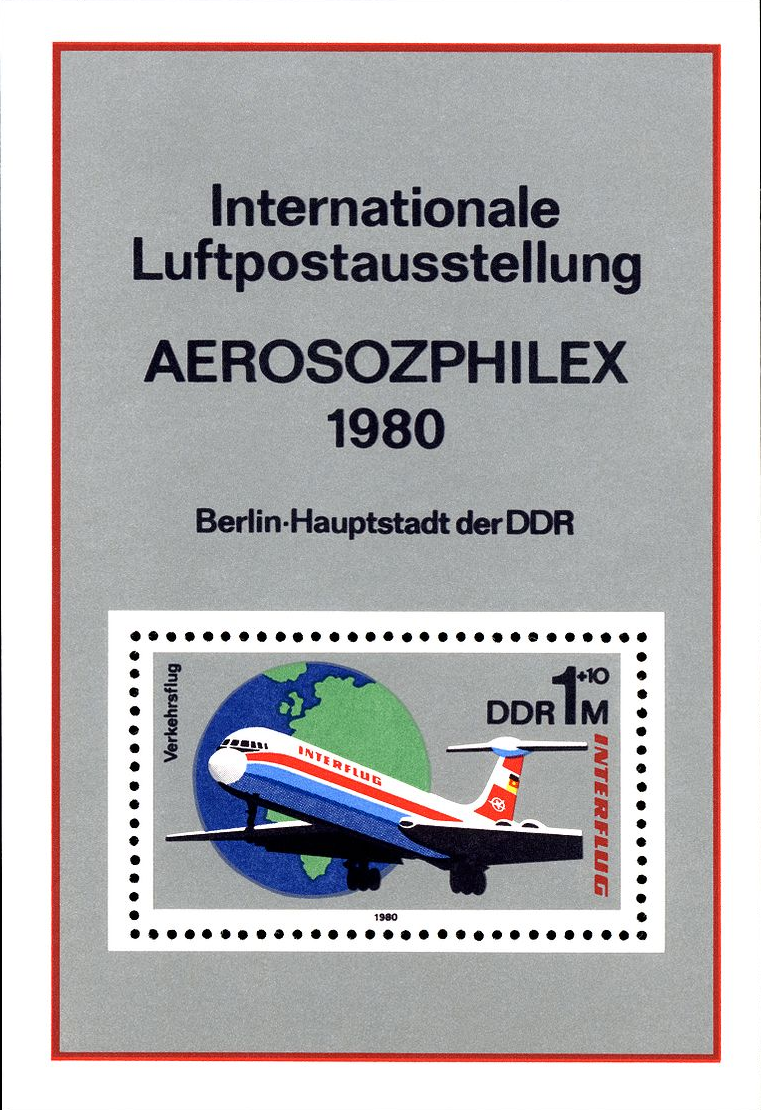 Internationale
Luftpostausstellung
AEROSOZPHILEX
1980
Berlin·Hauptstadt der DDR
Verkehrsflug
DDR 1+10 M
INTERFLUG
INTERFLUG
1980